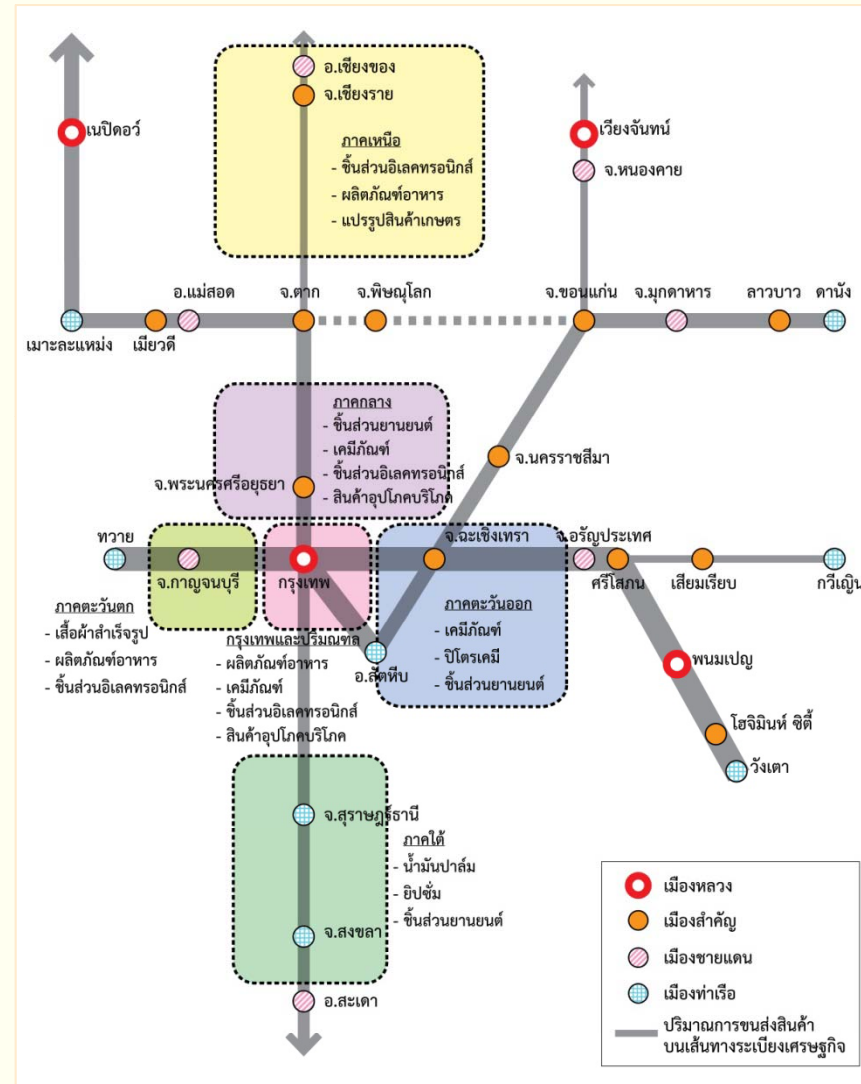 อ.เชียงของ
จ.เชียงราย
เนปิดอว์
เวียงจันทน์
จ.หนองคาย
ภาคเหนือ
- ชิ้นส่วนอิเลคทรอนิกส์
- ผลิตภัณฑ์อาหาร
- แปรรูปสินค้าเกษตร
อ.แม่สอด
จ.ตาก
จ.พิษณุโลก
จ.ขอนแก่น
จ.มุกดาหาร
ลาวบาว
ดานัง
เมาะละแหม่ง
เมียวดี
ภาคกลาง
- ชิ้นส่วนยานยนต์
- เคมีภัณฑ์
- ชิ้นส่วนอิเลคทรอนิกส์
- สินค้าอุปโภคบริโภค
จ.พระนครศรีอยุธยา
จ.นครราชสีมา
ทวาย
จ.กาญจนบุรี
กรุงเทพ
จ.ฉะเชิงเทรา
จ.อรัญประเทศ
ศรีโสภน
เสียมเรียบ
กวีเญิน
ภาคตะวันตก
- เสื้อผ้าสำเร็จรูป
- ผลิตภัณฑ์อาหาร
- ชิ้นส่วนอิเลคทรอนิกส์
กรุงเทพและปริมณฑล
- ผลิตภัณฑ์อาหาร
- เคมีภัณฑ์
- ชิ้นส่วนอิเลคทรอนิกส์
- สินค้าอุปโภคบริโภค
อ.สัตหีบ
ภาคตะวันออก
- เคมีภัณฑ์
- ปิโตรเคมี
- ชิ้นส่วนยานยนต์
พนมเปญ
โฮจิมินห์ ซิตี้
วังเตา
จ.สุราษฎร์ธานี
ภาคใต้
- น้ำมันปาล์ม
- ยิปซั่ม
- ชิ้นส่วนยานยนต์
จ.สงขลา
อ.สะเดา
เมืองหลวง
เมืองสำคัญ
เมืองชายแดน
เมืองท่าเรือ
ปริมาณการขนส่งสินค้า
บนเส้นทางระเบียงเศรษฐกิจ